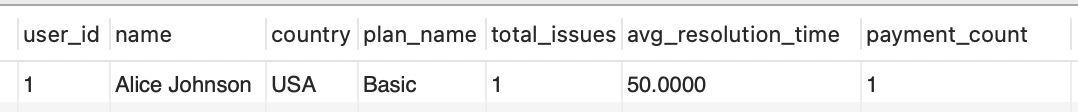 user_id name country plan_name total_issues avg_resolution_time payment_count
1 Alice Johnson USA Basic 1 50.0000 1